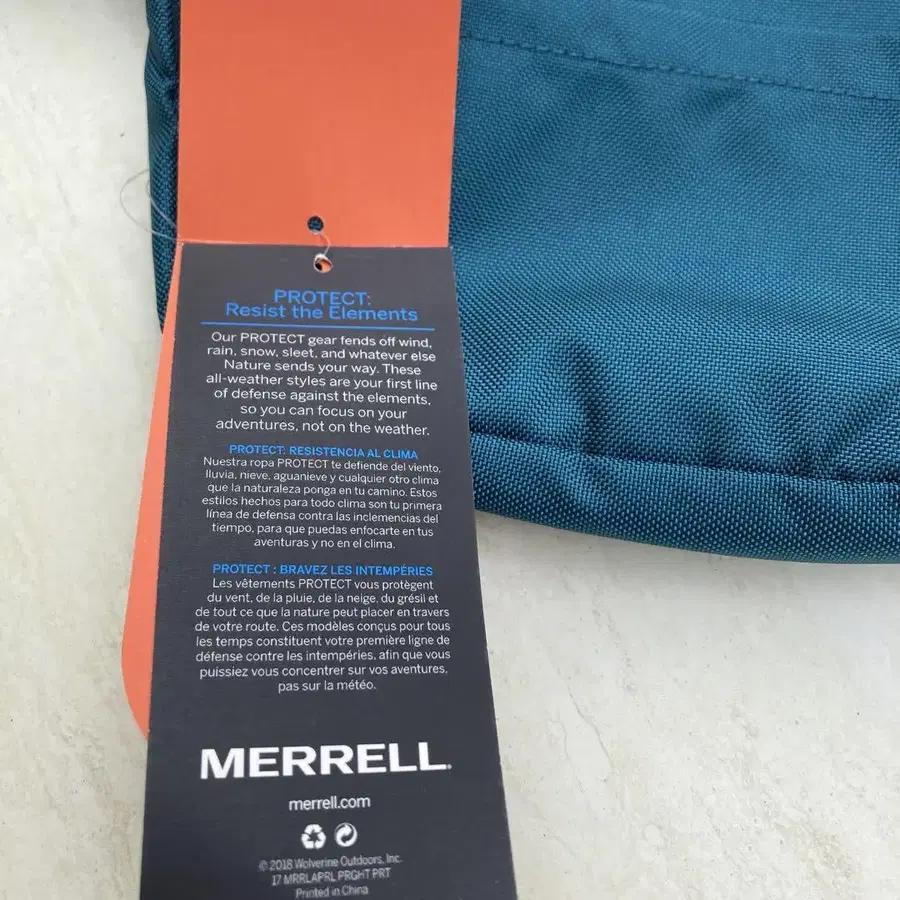 PROTECT:
Resist the Elements
Our PROTECT gear fends off wind,
rain, snow, sleet, and whatever else
Nature sends your way. These
all-weather styles are your first line
of defense against the elements,
so you can focus on your
adventures, not on the weather.
PROTECT: RESISTENCIA AL CLIMA
Nuestra ropa PROTECT te defiende del viento,
lluvia, nieve, aguanieve y cualquier otro clima
que la naturaleza ponga en tu camino. Estos
estilos hechos para todo clima son tu primera
línea de defensa contra las inclemencias del
tiempo, para que puedas enfocarte en tus
aventuras y no en el clima.
PROTECT : BRAVEZ LES INTEMPÉRIES
Les vêtements PROTECT vous protègent
du vent, de la pluie, de la neige, du grésil et
de tout ce que la nature peut placer en travers
de votre route. Ces modèles conçus pour tous
les temps constituent votre première ligne de
défense contre les intempéries, afin que vous
puissiez vous concentrer sur vos aventures,
pas sur la météo.
MERRELL.
merrell.com
© 2018 Wolverine Outdoors, Inc.
17 MRRLAPRL PRGHT PRT
Printed in China